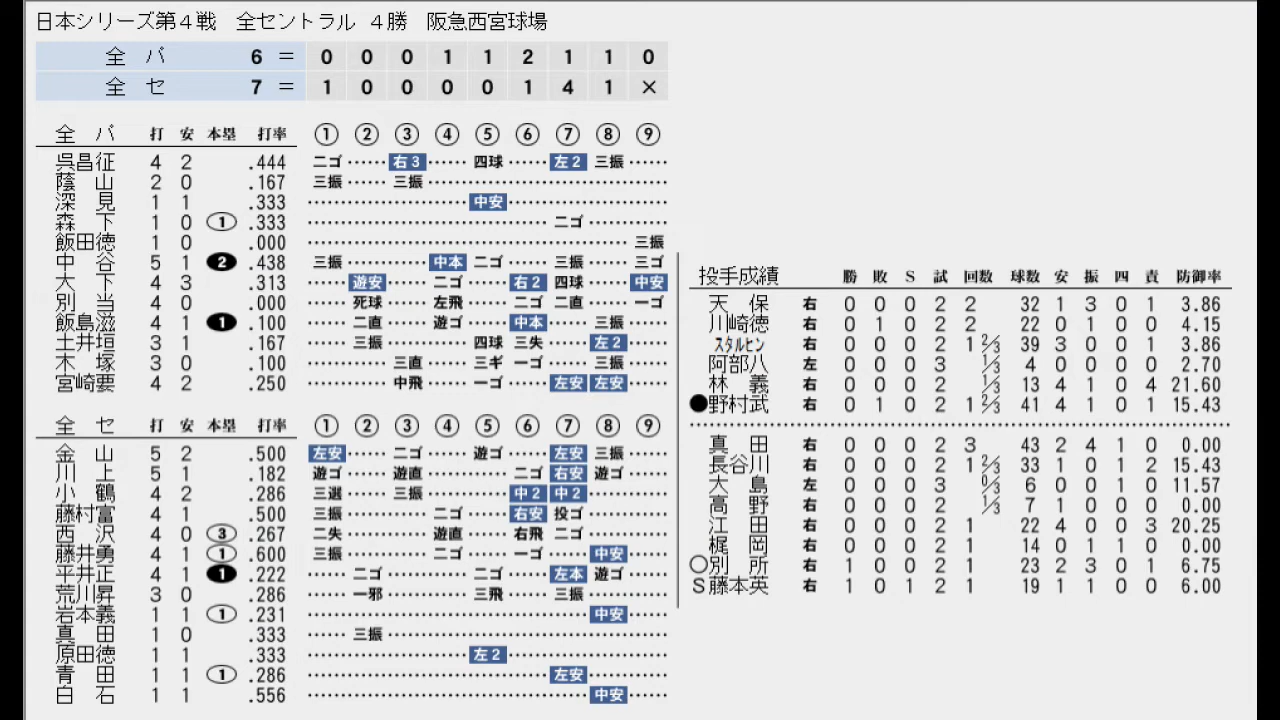 日本シリーズ第4戦 全セントラル 4勝 阪急西宮球場
全 パ 6 = 0 0 0 1 1 2 1 1 0
全 セ 7 = 1 0 0 0 0 1 4 1 ×
全 パ 打 安 本塁 打率 ① ② ③ ④ ⑤ ⑥ ⑦ ⑧ ⑨
呉昌征 4 2 .444 二ゴ 右3 四球 左2 三振
蔭山 2 0 .167 三振 三振
深見 1 1 .333 中安
森下 1 0 ① .333 二ゴ
飯田徳 1 0 .000 三振
中谷 5 1 ❷ .438 三振 中本 二ゴ 三振 三ゴ
大下 4 3 .313 遊安 二ゴ 右2 四球 中安
別当 4 0 .000 死球 左飛 二ゴ 二直 一ゴ
飯島滋 4 1 ❶ .100 二直 遊ゴ 中本 三振
土井垣 3 1 .167 三振 四球 三失 左2
木塚 3 0 .100 三直 三ギ 一ゴ 三振
宮崎要 4 2 .250 中飛 一ゴ 左安 左安
全 セ 打 安 本塁 打率 ① ② ③ ④ ⑤ ⑥ ⑦ ⑧ ⑨
金山 5 2 .500 左安 二ゴ 遊ゴ 左安 三振
川上 5 1 .182 遊ゴ 遊直 二ゴ 右安 遊ゴ
小鶴 4 2 .286 三選 三振 中2 中2
藤村富 4 1 .500 三振 二ゴ 右安 投ゴ
西沢 4 0 ③ .267 二失 遊直 右飛 二ゴ
藤井勇 4 1 ① .600 三振 二ゴ 一ゴ 中安
平井正 4 1 ❶ .222 二ゴ 二ゴ 左本 遊ゴ
荒川昇 3 0 .286 一邪 三飛 三振
岩本義 1 1 ① .231 中安
真田 1 0 .333 三振
原田徳 1 1 .333 左2
青田 1 1 ① .286 左安
白石 1 1 .556 中安
投手成績 勝 敗 S 試 回数 球数 安 振 四 責 防御率
天保 右 0 0 0 2 2 32 1 3 0 1 3.86
川崎徳 右 0 1 0 2 2 22 0 1 0 0 4.15
スタルヒン 右 0 0 0 2 1 2/3 39 3 0 0 1 3.86
阿部八 左 0 0 0 3 1/3 4 0 0 0 0 2.70
林義 右 0 0 0 2 1/3 13 4 1 0 4 21.60
●野村武 右 0 1 0 2 1 2/3 41 4 1 0 1 15.43
真田 右 0 0 0 2 3 43 2 4 1 0 0.00
長谷川 右 0 0 0 2 1 2/3 33 1 0 1 2 15.43
大島 左 0 0 0 3 0/3 6 0 0 1 0 11.57
高野 右 0 0 0 2 1/3 7 1 0 0 0 0.00
江田 右 0 0 0 2 1 22 4 0 0 3 20.25
梶岡 右 0 0 0 2 1 14 0 1 1 0 0.00
○別所 右 1 0 0 2 1 23 2 3 0 1 6.75
S藤本英 右 1 0 1 2 1 19 1 1 0 0 6.00